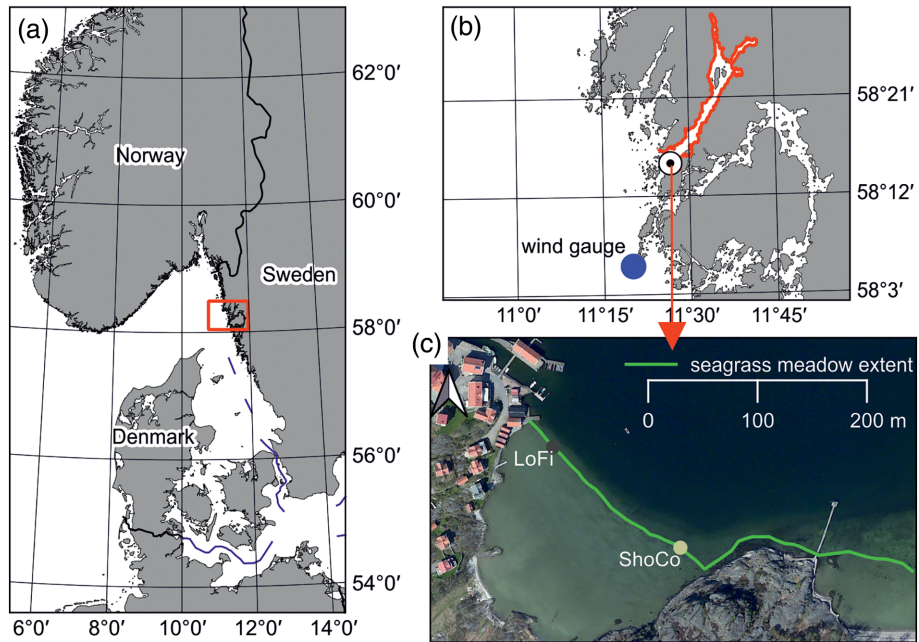 (a)
62°0′
Norway
60°0′
Sweden
58°0′
Denmark
56°0′
54°0′
6°0′ 8°0′ 10°0′ 12°0′ 14°0′
(b)
58°21′
58°12′
wind gauge
58°3′
11°0′ 11°15′ 11°30′ 11°45′
(c)
seagrass meadow extent
0 100 200 m
LoFi
ShoCo